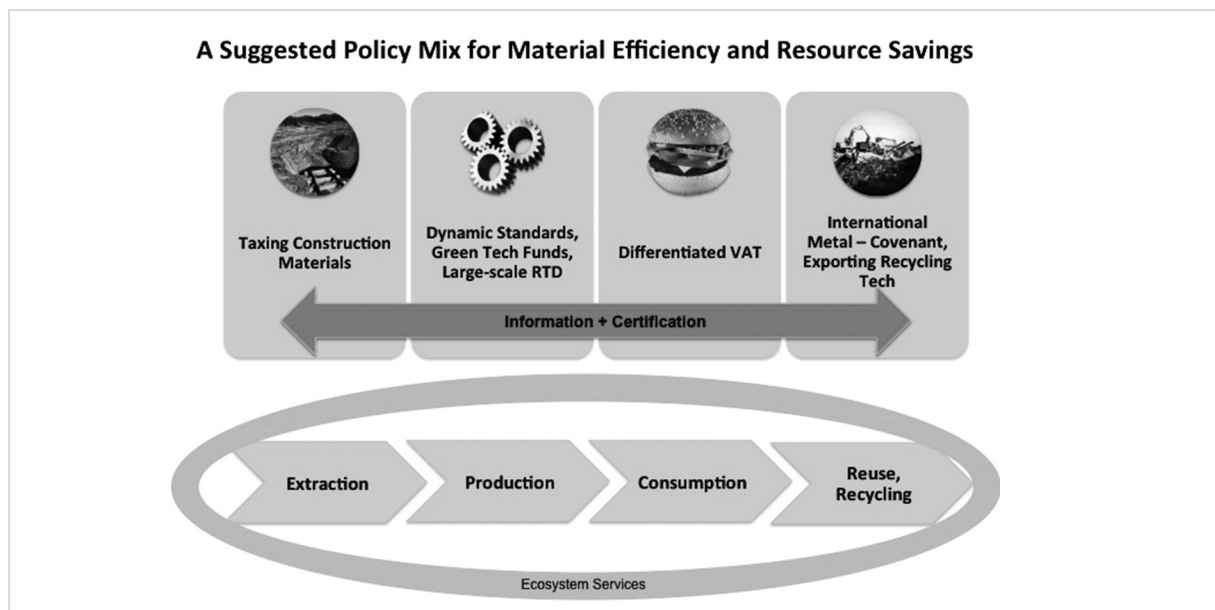 A Suggested Policy Mix for Material Efficiency and Resource Savings
Taxing Construction
Materials
Dynamic Standards,
Green Tech Funds,
Large-scale RTD
Differentiated VAT
International
Metal – Covenant,
Exporting Recycling
Tech
Information + Certification
Extraction
Production
Consumption
Reuse,
Recycling
Ecosystem Services